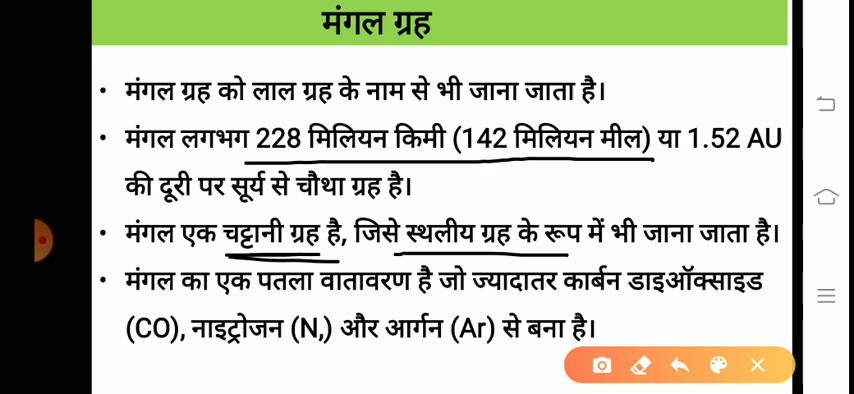 मंगल ग्रह
• मंगल ग्रह को लाल ग्रह के नाम से भी जाना जाता है।
• मंगल लगभग 228 मिलियन किमी (142 मिलियन मील) या 1.52 AU
की दूरी पर सूर्य से चौथा ग्रह है।
• मंगल एक चट्टानी ग्रह है, जिसे स्थलीय ग्रह के रूप में भी जाना जाता है।
• मंगल का एक पतला वातावरण है जो ज्यादातर कार्बन डाइऑक्साइड
(CO), नाइट्रोजन (N,) और आर्गन (Ar) से बना है।